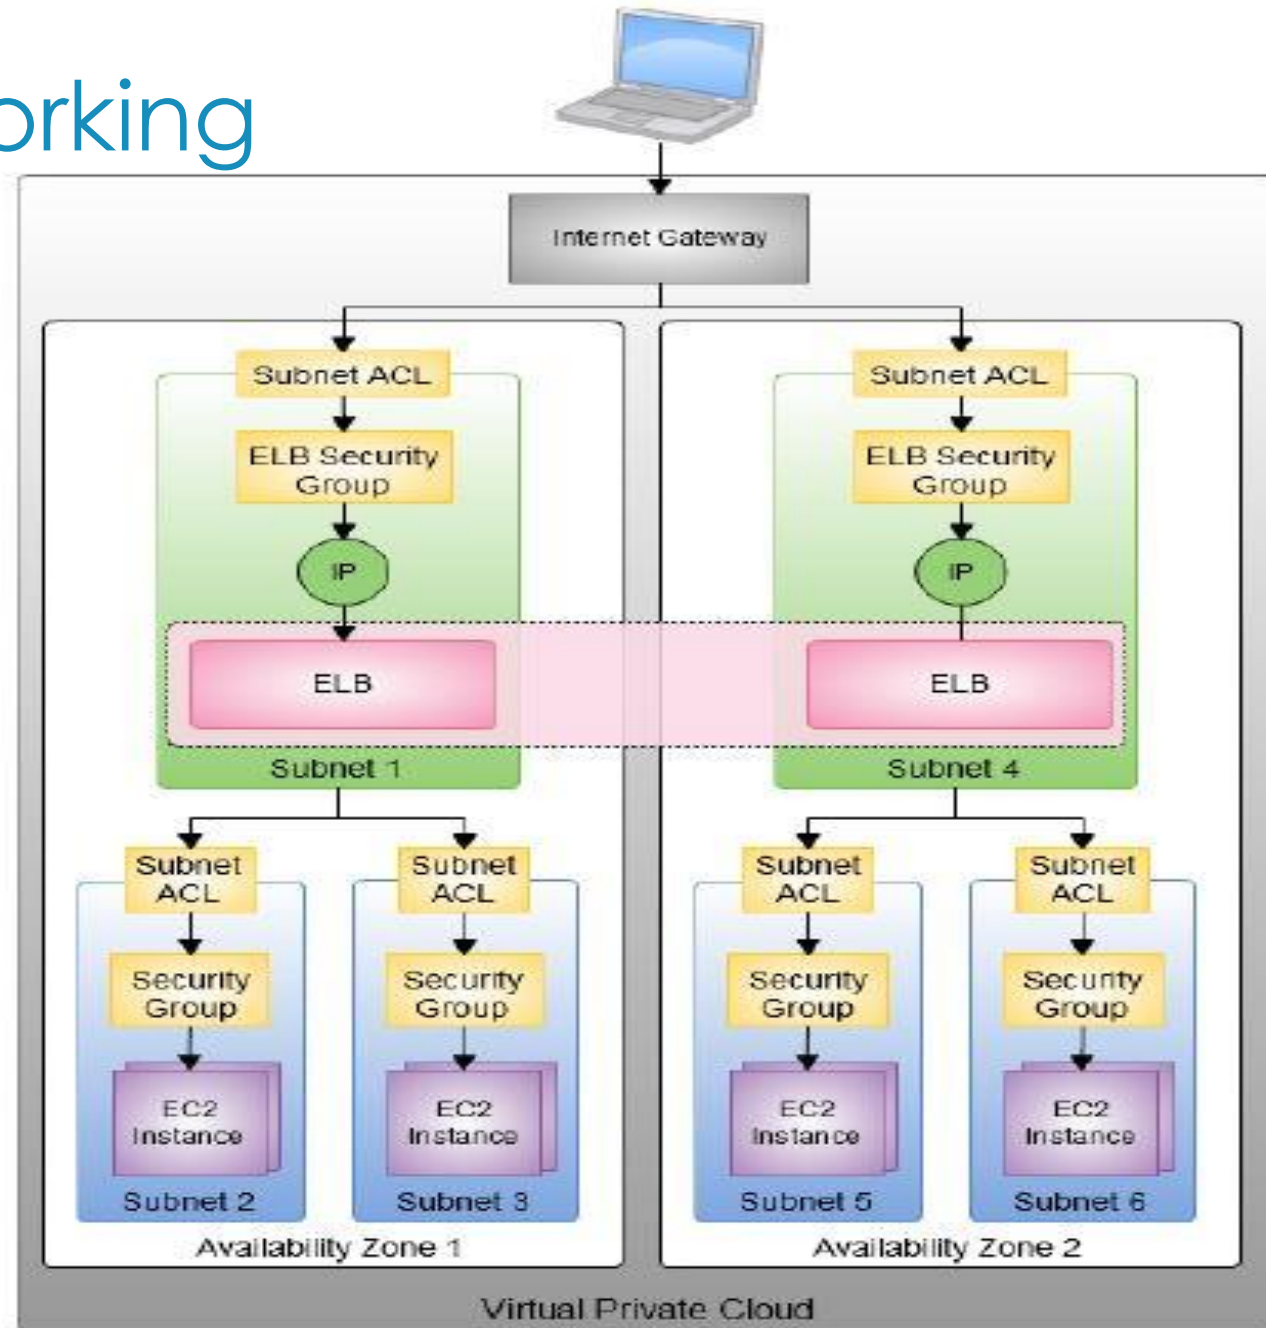 orking
Internet Gateway
Subnet ACL
ELB Security
Group
IP
ELB
Subnet 1
Subnet ACL
ELB Security
Group
IP
ELB
Subnet 4
Subnet
ACL
Security
Group
EC2
Instance
Subnet 2
Subnet
ACL
Security
Group
EC2
Instance
Subnet 3
Availability Zone 1
Subnet
ACL
Security
Group
EC2
Instance
Subnet 5
Subnet
ACL
Security
Group
EC2
Instance
Subnet 6
Availability Zone 2
Virtual Private Cloud